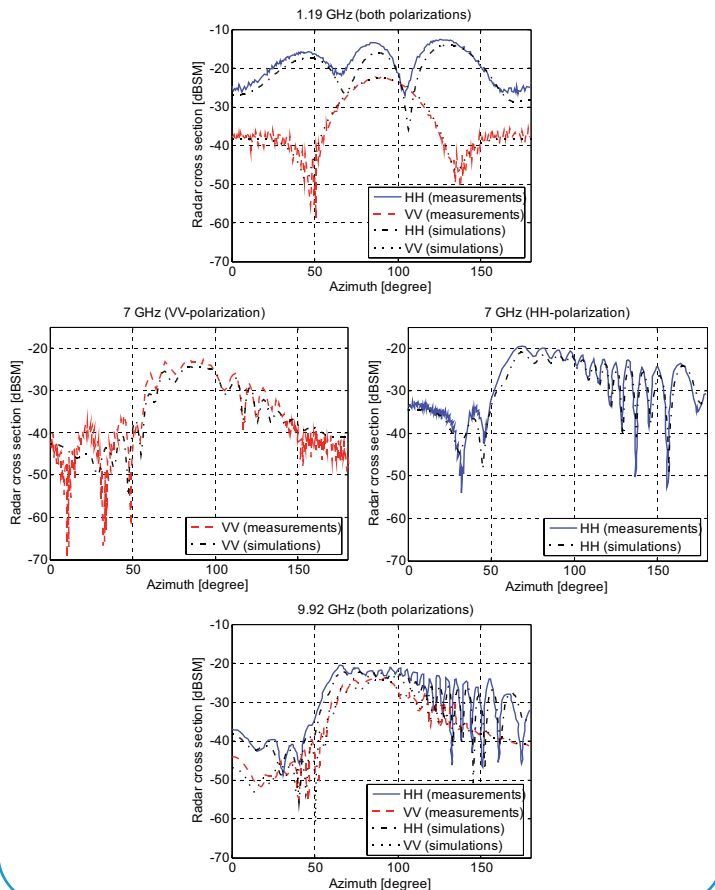 1.19 GHz (both polarizations)
-10
-20
-30
-40
-50
-60
-70
0
50
100
150
Radar cross section [dBSM]
Azimuth [degree]
HH (measurements)
VV (measurements)
HH (simulations)
VV (simulations)
7 GHz (VV-polarization)
-20
-30
-40
-50
-60
-70
0
50
100
150
Radar cross section [dBSM]
Azimuth [degree]
VV (measurements)
VV (simulations)
7 GHz (HH-polarization)
-20
-30
-40
-50
-60
-70
0
50
100
150
Radar cross section [dBSM]
Azimuth [degree]
HH (measurements)
HH (simulations)
9.92 GHz (both polarizations)
-10
-20
-30
-40
-50
-60
-70
0
50
100
150
Radar cross section [dBSM]
Azimuth [degree]
HH (measurements)
VV (measurements)
HH (simulations)
VV (simulations)